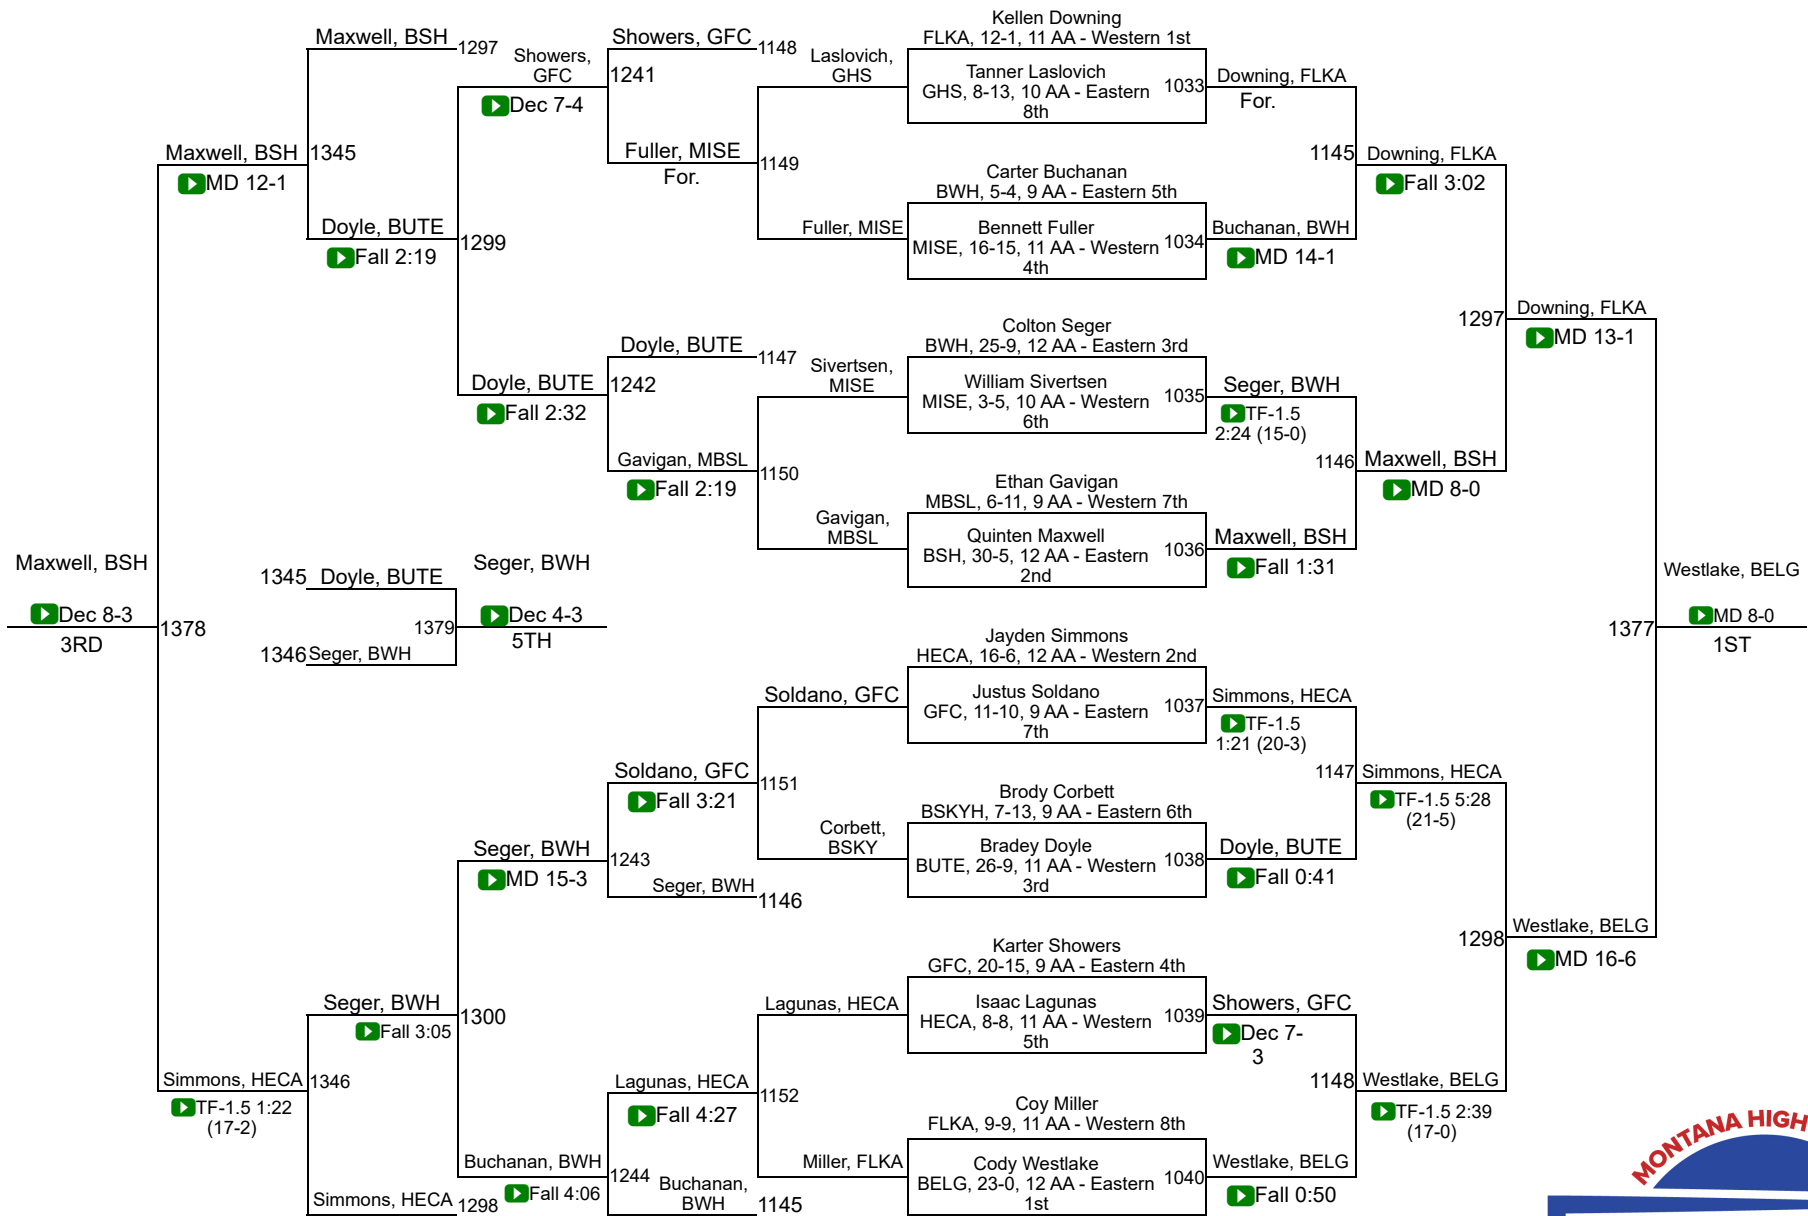 Maxwell, BSH
1297
Showers,
GFC
Dec 7-4
Showers, GFC
1148
1241
Laslovich,
GHS
Kellen Downing
FLKA, 12-1, 11 AA - Western 1st
Tanner Laslovich
GHS, 8-13, 10 AA - Eastern
8th
1033
Downing, FLKA
For.
Maxwell, BSH
MD 12-1
1345
Fuller, MISE
For.
1149
1145
Downing, FLKA
Fall 3:02
Carter Buchanan
BWH, 5-4, 9 AA - Eastern 5th
Doyle, BUTE
Fall 2:19
1299
Fuller, MISE
Bennett Fuller
MISE, 16-15, 11 AA - Western
4th
1034
Buchanan, BWH
MD 14-1
1297
Downing, FLKA
MD 13-1
Doyle, BUTE
1147
Sivertsen,
MISE
Colton Seger
BWH, 25-9, 12 AA - Eastern 3rd
Doyle, BUTE
Fall 2:32
1242
William Sivertsen
MISE, 3-5, 10 AA - Western
6th
1035
Seger, BWH
TF-1.5
2:24 (15-0)
Gavigan, MBSL
Fall 2:19
1150
1146
Maxwell, BSH
MD 8-0
Ethan Gavigan
MBSL, 6-11, 9 AA - Western 7th
Gavigan,
MBSL
Quinten Maxwell
BSH, 30-5, 12 AA - Eastern
2nd
1036
Maxwell, BSH
Fall 1:31
Maxwell, BSH
Dec 8-3
3RD
1378
1345
Doyle, BUTE
1379
1346
Seger, BWH
Seger, BWH
Dec 4-3
5TH
Westlake, BELG
1377
MD 8-0
1ST
Jayden Simmons
HECA, 16-6, 12 AA - Western 2nd
Soldano, GFC
Justus Soldano
GFC, 11-10, 9 AA - Eastern
7th
1037
Simmons, HECA
TF-1.5
1:21 (20-3)
Soldano, GFC
Fall 3:21
1151
1147
Simmons, HECA
TF-1.5 5:28
(21-5)
Brody Corbett
BSKYH, 7-13, 9 AA - Eastern 6th
Seger, BWH
MD 15-3
1243
Corbett,
BSKY
Bradey Doyle
BUTE, 26-9, 11 AA - Western
3rd
1038
Doyle, BUTE
Fall 0:41
Seger, BWH
1146
1298
Westlake, BELG
MD 16-6
Karter Showers
GFC, 20-15, 9 AA - Eastern 4th
Seger, BWH
Fall 3:05
1300
Lagunas, HECA
Isaac Lagunas
HECA, 8-8, 11 AA - Western
5th
1039
Showers, GFC
Dec 7-
3
Simmons, HECA
TF-1.5 1:22
(17-2)
1346
Lagunas, HECA
Fall 4:27
1152
1148
Westlake, BELG
TF-1.5 2:39
(17-0)
Coy Miller
FLKA, 9-9, 11 AA - Western 8th
Buchanan, BWH
Fall 4:06
1244
Miller, FLKA
Cody Westlake
BELG, 23-0, 12 AA - Eastern
1st
1040
Westlake, BELG
Fall 0:50
Simmons, HECA
1298
Buchanan,
BWH
1145
MONTANA HIGH